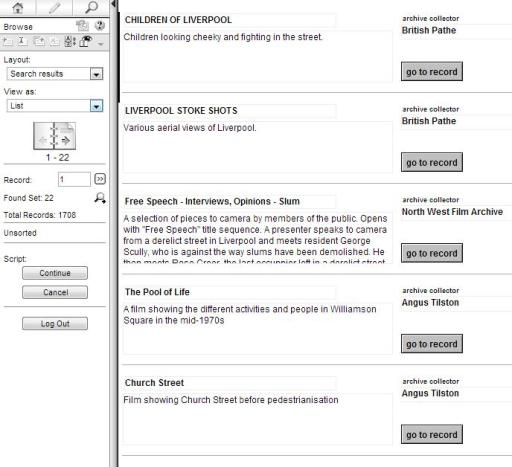 Browse
Layout:
Search results
View as:
List
1 - 22
Record:
1
Found Set: 22
Total Records: 1708
Unsorted
Script:
Continue
Cancel
Log Out
CHILDREN OF LIVERPOOL
Children looking cheeky and fighting in the street.
archive collector
British Pathe
go to record
LIVERPOOL STOKE SHOTS
Various aerial views of Liverpool.
archive collector
British Pathe
go to record
Free Speech - Interviews, Opinions - Slum
A selection of pieces to camera by members of the public. Opens
with "Free Speech" title sequence. A presenter speaks to camera
from a derelict street in Liverpool and meets resident George
Scully, who is against the way slums have been demolished. He
then meets Rose Greer, the last occupier left in a derelict street
archive collector
North West Film Archive
go to record
The Pool of Life
A film showing the different activities and people in Williamson
Square in the mid-1970s
archive collector
Angus Tilston
go to record
Church Street
Film showing Church Street before pedestrianisation
archive collector
Angus Tilston
go to record